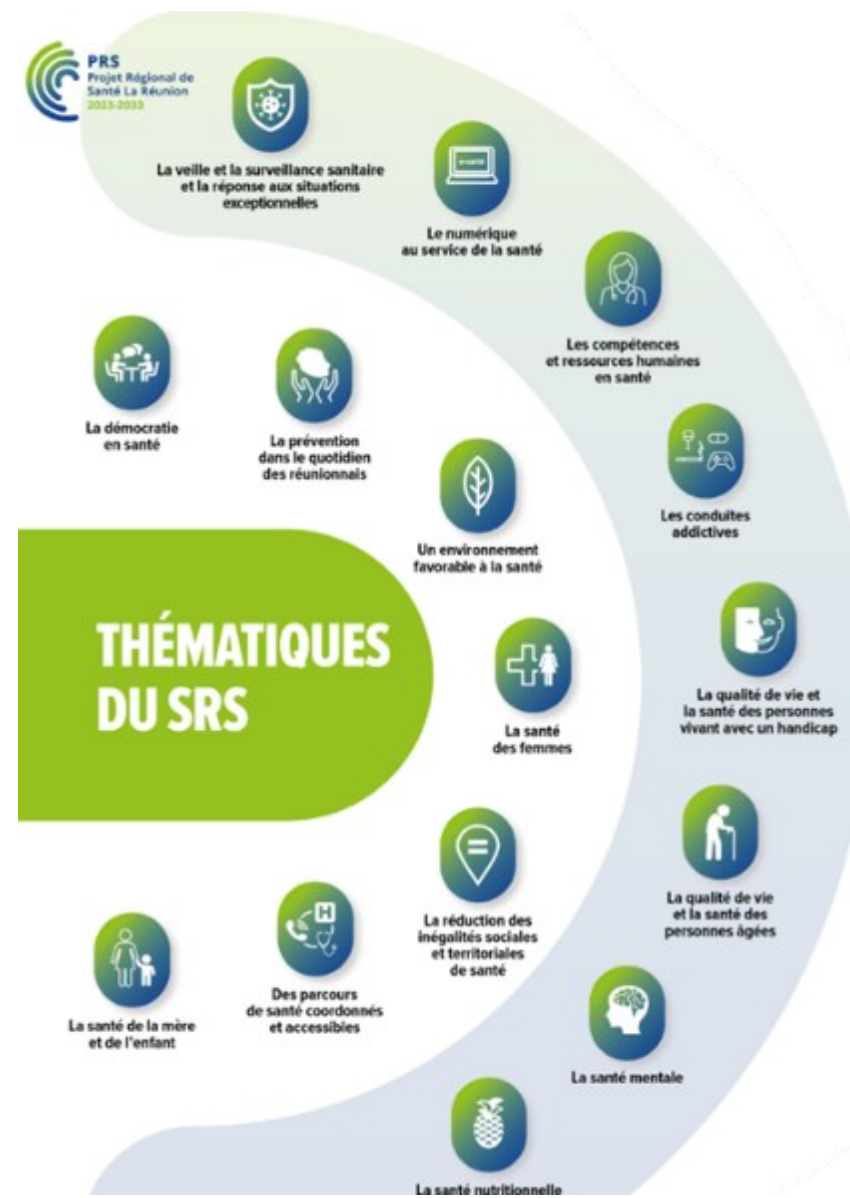 PRS
Projet Régional de
Santé La Réunion
2023-2033
La veille et la surveillance sanitaire
et la réponse aux situations
exceptionnelles
e-santé
Le numérique
au service de la santé
Les compétences
et ressources humaines
en santé
La démocratie
en santé
La prévention
dans le quotidien
des réunionnais
Les conduites
addictives
Un environnement
favorable à la santé
THÉMATIQUES
DU SRS
La santé
des femmes
La qualité de vie et
la santé des personnes
vivant avec un handicap
La qualité de vie
et la santé des
personnes âgées
La réduction des
inégalités sociales
et territoriales
de santé
H
Des parcours
de santé coordonnés
et accessibles
La santé de la mère
et de l'enfant
La santé mentale
La santé nutritionnelle